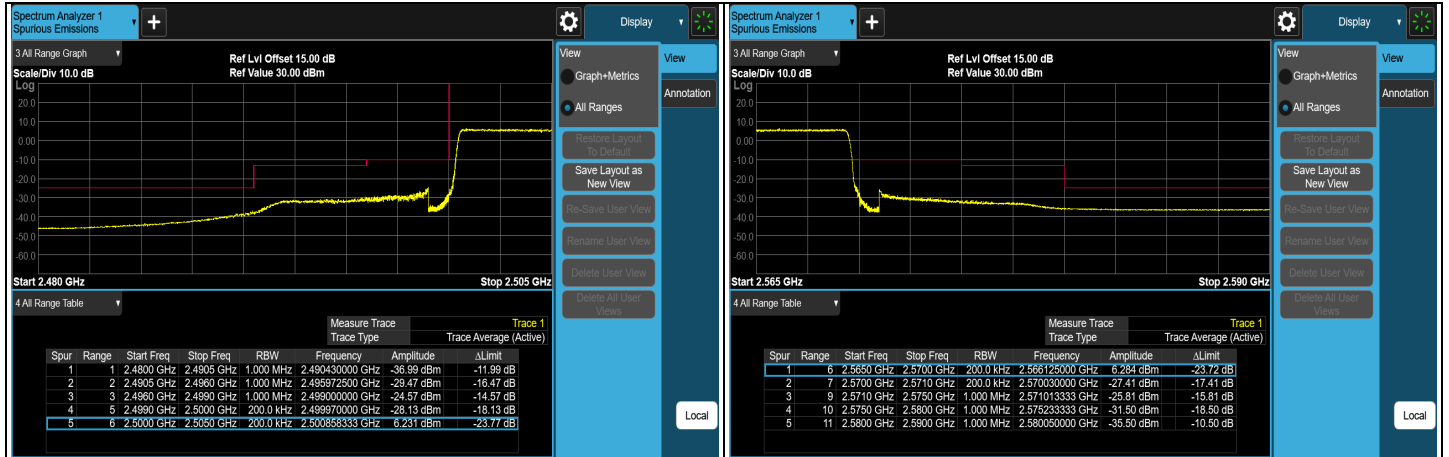 Spectrum Analyzer 1
Spurious Emissions
+
Display
3 All Range Graph
Ref Lvl Offset 15.00 dB
Scale/Div 10.0 dB
Ref Value 30.00 dBm
Log
20.0
10.0
0.00
-10.0
-20.0
-30.0
-40.0
-50.0
-60.0
Start 2.480 GHz
Stop 2.505 GHz
4 All Range Table
Measure Trace Trace 1
Trace Type Trace Average (Active)
Spur Range Start Freq Stop Freq RBW Frequency Amplitude ΔLimit
1 1 2.4800 GHz 2.4905 GHz 1.000 MHz 2.490430000 GHz -36.99 dBm -11.99 dB
2 2 2.4905 GHz 2.4960 GHz 1.000 MHz 2.495972500 GHz -29.47 dBm -16.47 dB
3 3 2.4960 GHz 2.4990 GHz 1.000 MHz 2.499000000 GHz -24.57 dBm -14.57 dB
4 5 2.4990 GHz 2.5000 GHz 200.0 kHz 2.499970000 GHz -28.13 dBm -18.13 dB
5 6 2.5000 GHz 2.5050 GHz 200.0 kHz 2.500858333 GHz 6.231 dBm -23.77 dB
View
Graph+Metrics
All Ranges
Restore Layout
To Default
Save Layout as
New View
Re-Save User View
Rename User View
Delete User View
Delete All User
Views
View
Annotation
Local
Spectrum Analyzer 1
Spurious Emissions
+
Display
3 All Range Graph
Ref Lvl Offset 15.00 dB
Scale/Div 10.0 dB
Ref Value 30.00 dBm
Log
20.0
10.0
0.00
-10.0
-20.0
-30.0
-40.0
-50.0
-60.0
Start 2.565 GHz
Stop 2.590 GHz
4 All Range Table
Measure Trace Trace 1
Trace Type Trace Average (Active)
Spur Range Start Freq Stop Freq RBW Frequency Amplitude ΔLimit
1 6 2.5650 GHz 2.5700 GHz 200.0 kHz 2.566125000 GHz 6.284 dBm -23.72 dB
2 7 2.5700 GHz 2.5710 GHz 200.0 kHz 2.570030000 GHz -27.41 dBm -17.41 dB
3 9 2.5710 GHz 2.5750 GHz 1.000 MHz 2.571013333 GHz -25.81 dBm -15.81 dB
4 10 2.5750 GHz 2.5800 GHz 1.000 MHz 2.575233333 GHz -31.50 dBm -18.50 dB
5 11 2.5800 GHz 2.5900 GHz 1.000 MHz 2.580050000 GHz -35.50 dBm -10.50 dB
View
Graph+Metrics
All Ranges
Restore Layout
To Default
Save Layout as
New View
Re-Save User View
Rename User View
Delete User View
Delete All User
Views
View
Annotation
Local